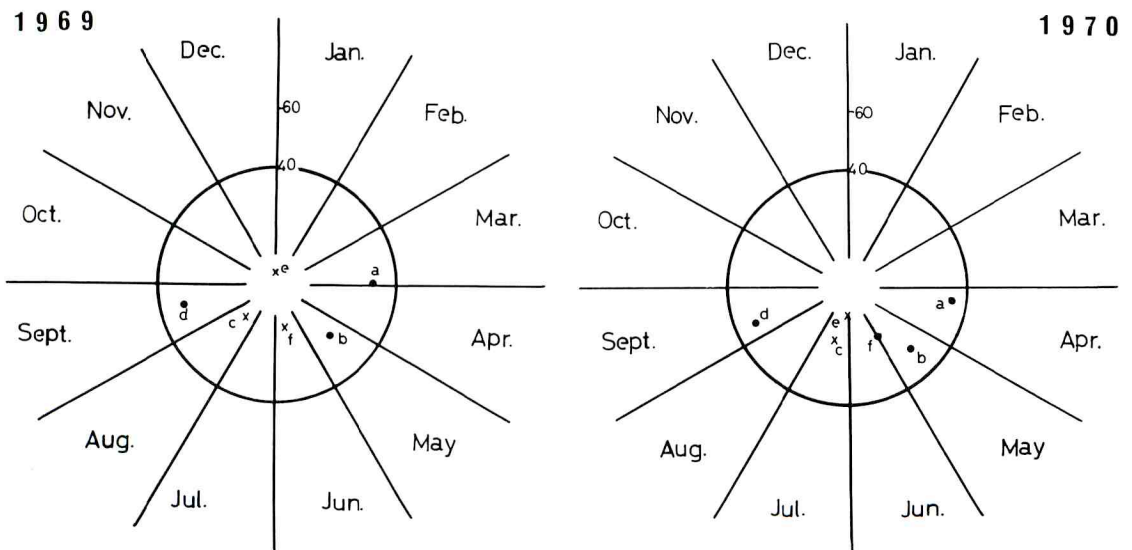 1969
Dec.
Jan.
Nov.
60
Feb.
40
Oct.
Mar.
e
a
d
c
f
b
Sept.
Apr.
Aug.
May
Jul.
Jun.
1970
Dec.
Jan.
Nov.
60
Feb.
40
Oct.
Mar.
a
d
e
f
c
b
Sept.
Apr.
Aug.
May
Jul.
Jun.